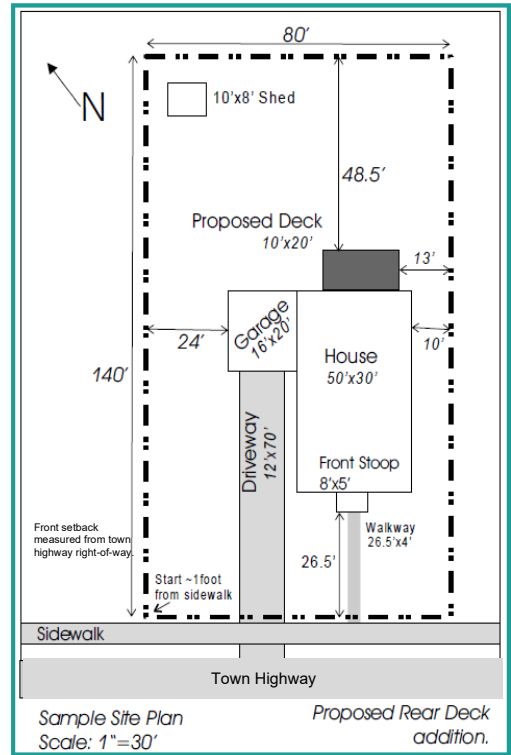 80’
N
10’x8’ Shed
48.5’
Proposed Deck
10’x20’
13’
Garage
16’x20’
24’
10’
House
50’x30’
140’
Driveway
12’x70’
Front Stoop
8’x5’
Front setback
measured from town
highway right-of-way.
Walkway
26.5’x4’
26.5’
Start ~1foot
from sidewalk
Sidewalk
Town Highway
Sample Site Plan
Scale: 1"=30’
Proposed Rear Deck
addition.